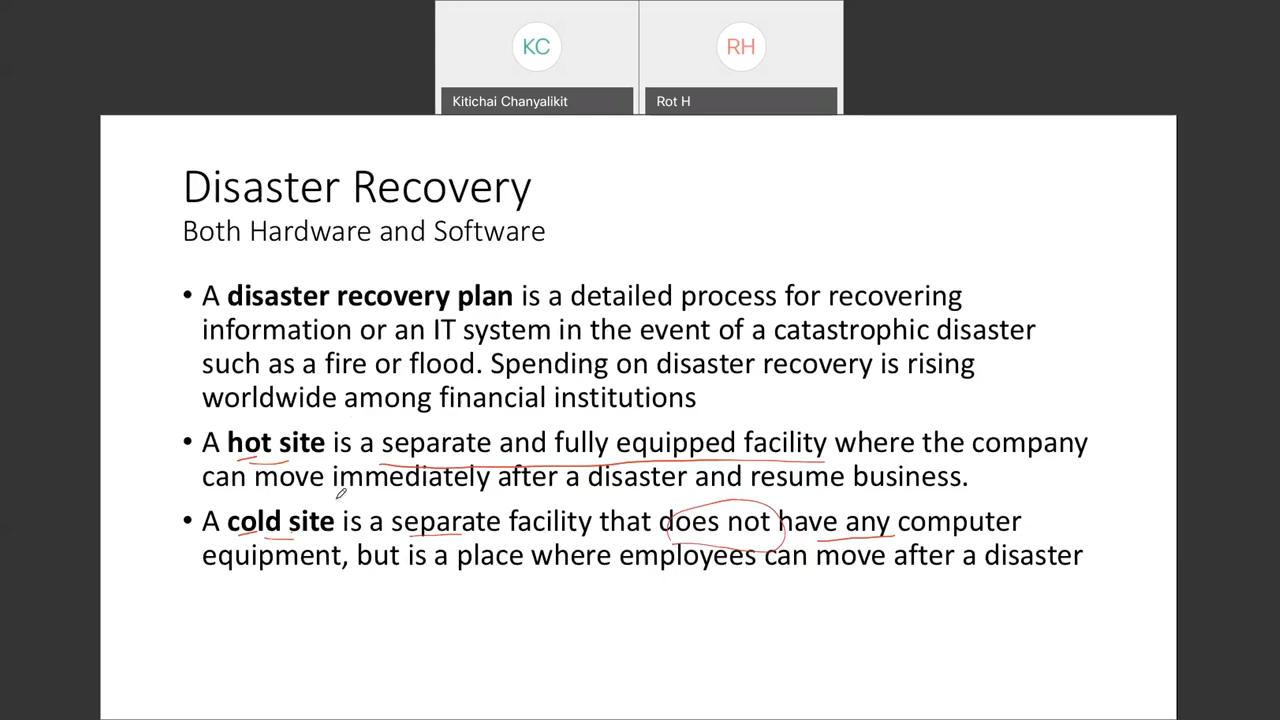 KC
RH
Kitichai Chanyalikit
Rot H
Disaster Recovery
Both Hardware and Software
• A disaster recovery plan is a detailed process for recovering
information or an IT system in the event of a catastrophic disaster
such as a fire or flood. Spending on disaster recovery is rising
worldwide among financial institutions
• A hot site is a separate and fully equipped facility where the company
can move immediately after a disaster and resume business.
• A cold site is a separate facility that does not have any computer
equipment, but is a place where employees can move after a disaster